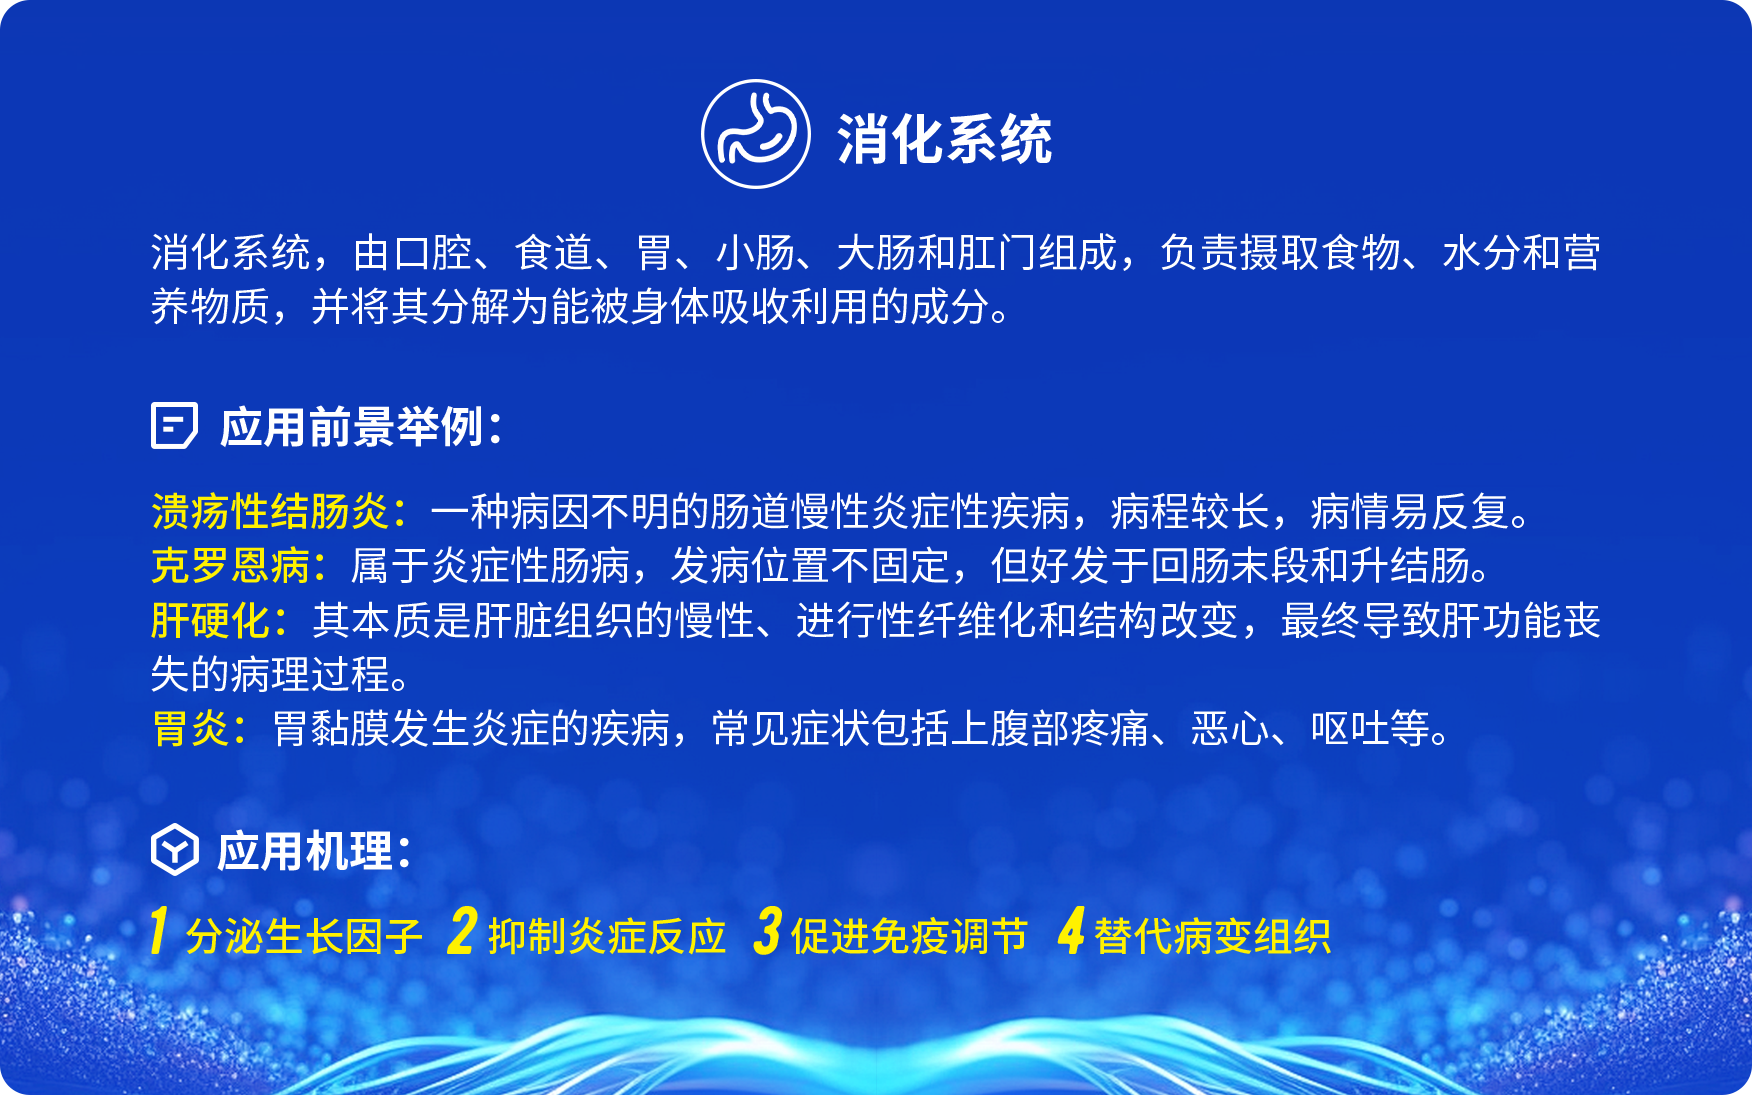 消化系统
消化系统，由口腔、食道、胃、小肠、大肠和肛门组成，负责摄取食物、水分和营
养物质，并将其分解为能被身体吸收利用的成分。
应用前景举例：
溃疡性结肠炎：一种病因不明的肠道慢性炎症性疾病，病程较长，病情易反复。
克罗恩病：属于炎症性肠病，发病位置不固定，但好发于回肠末段和升结肠。
肝硬化：其本质是肝脏组织的慢性、进行性纤维化和结构改变，最终导致肝功能丧
失的病理过程。
胃炎：胃黏膜发生炎症的疾病，常见症状包括上腹部疼痛、恶心、呕吐等。
应用机理：
1 分泌生长因子 2 抑制炎症反应 3 促进免疫调节 4 替代病变组织